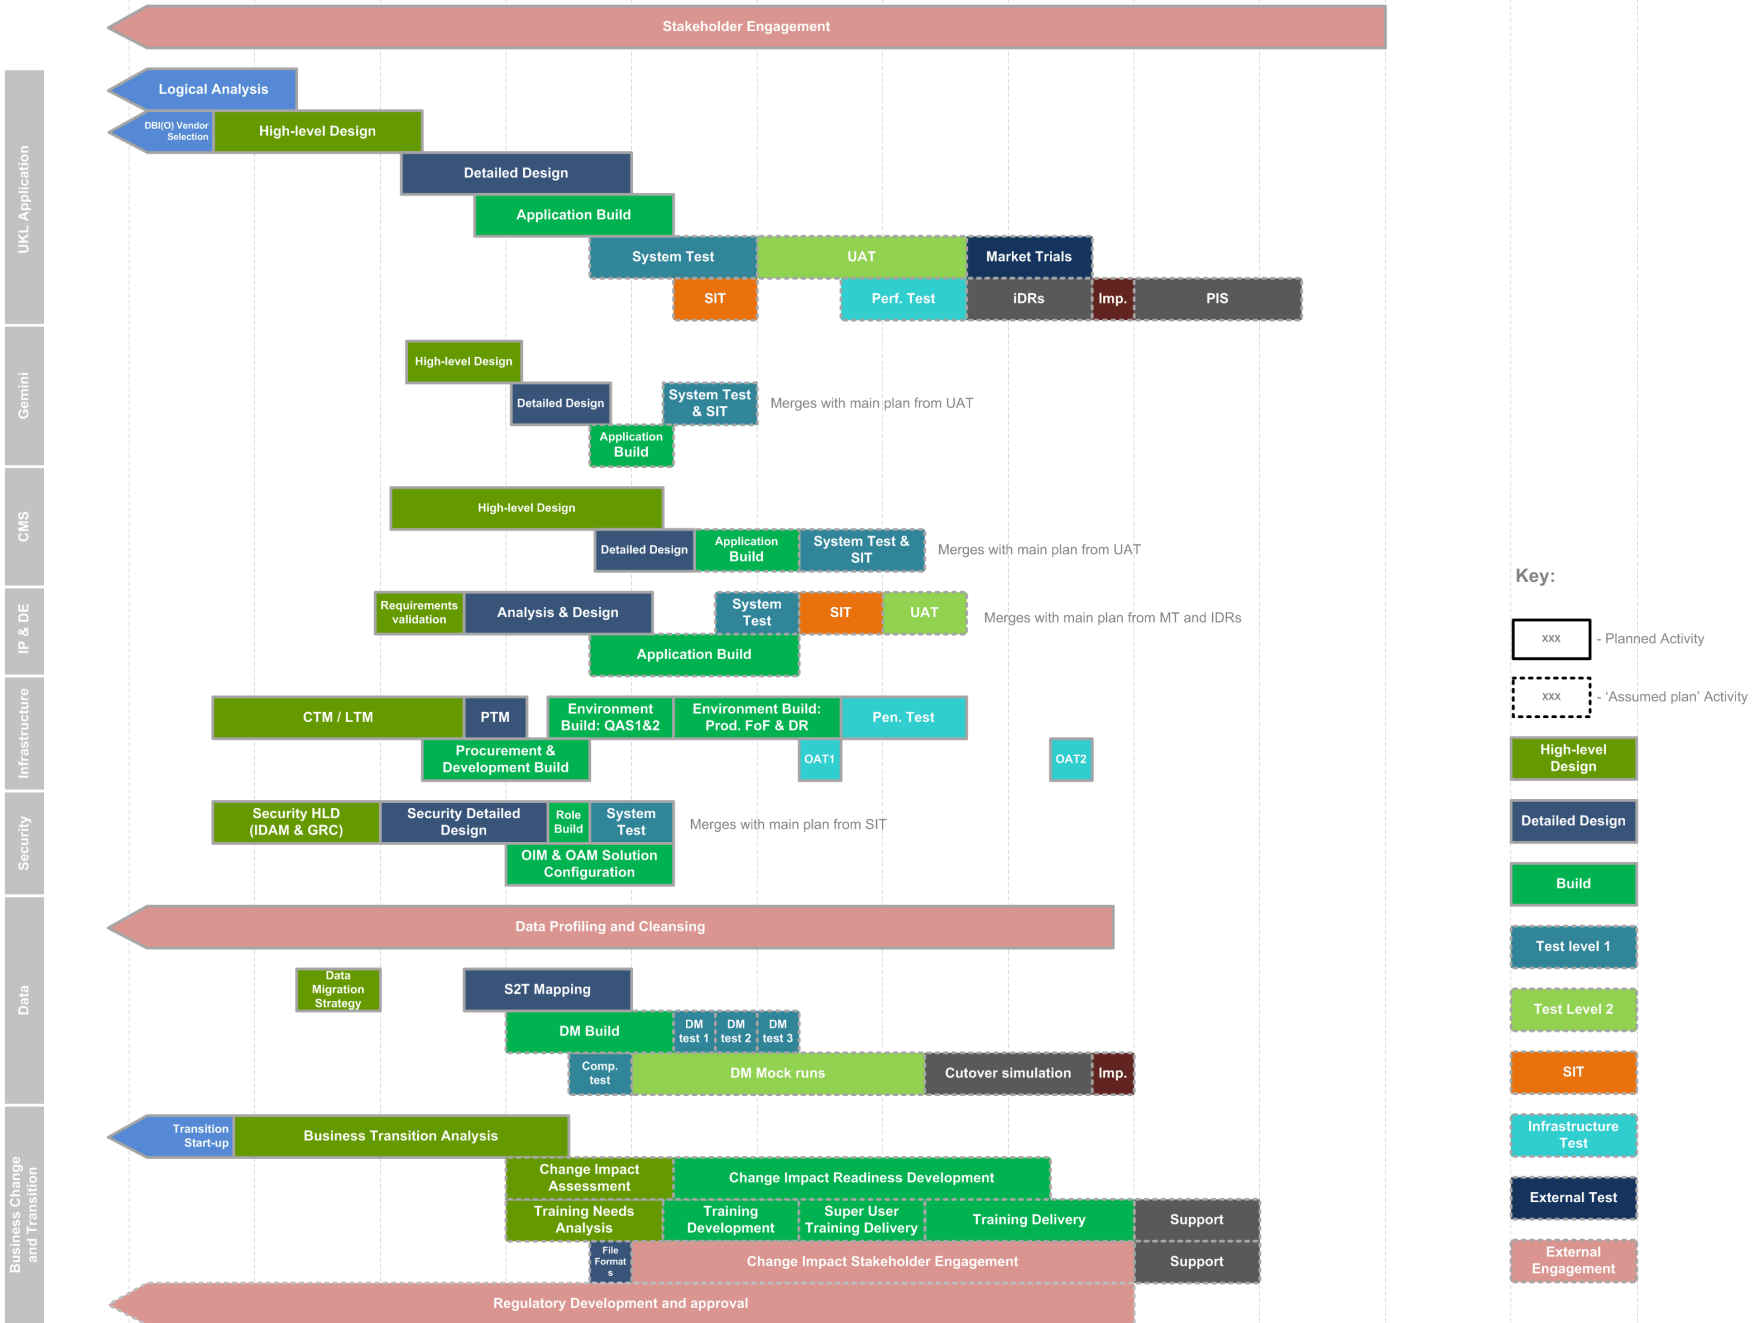 Stakeholder Engagement
UKL Application
Logical Analysis
DBI(O) Vendor
Selection
High-level Design
Detailed Design
Application Build
System Test
UAT
Market Trials
SIT
Perf. Test
iDRs
Imp.
PIS
Gemini
High-level Design
Detailed Design
System Test
& SIT
Merges with main plan from UAT
Application
Build
CMS
High-level Design
Detailed Design
Application
Build
System Test &
SIT
Merges with main plan from UAT
IP & DE
Requirements
validation
Analysis & Design
System
Test
SIT
UAT
Merges with main plan from MT and IDRs
Application Build
Infrastructure
CTM / LTM
PTM
Environment
Build: QAS1&2
Environment Build:
Prod. FoF & DR
Pen. Test
Procurement &
Development Build
OAT1
OAT2
Security
Security HLD
(IDAM & GRC)
Security Detailed
Design
Role
Build
System
Test
Merges with main plan from SIT
OIM & OAM Solution
Configuration
Data
Data Profiling and Cleansing
Data
Migration
Strategy
S2T Mapping
DM Build
DM
test 1
DM
test 2
DM
test 3
Comp.
test
DM Mock runs
Cutover simulation
Imp.
Business Change
and Transition
Transition
Start-up
Business Transition Analysis
Change Impact
Assessment
Change Impact Readiness Development
Training Needs
Analysis
Training
Development
Super User
Training Delivery
Training Delivery
Support
File
Format
s
Change Impact Stakeholder Engagement
Support
Regulatory Development and approval
Key:
xxx
- Planned Activity
xxx
- ‘Assumed plan’ Activity
High-level
Design
Detailed Design
Build
Test level 1
Test Level 2
SIT
Infrastructure
Test
External Test
External
Engagement